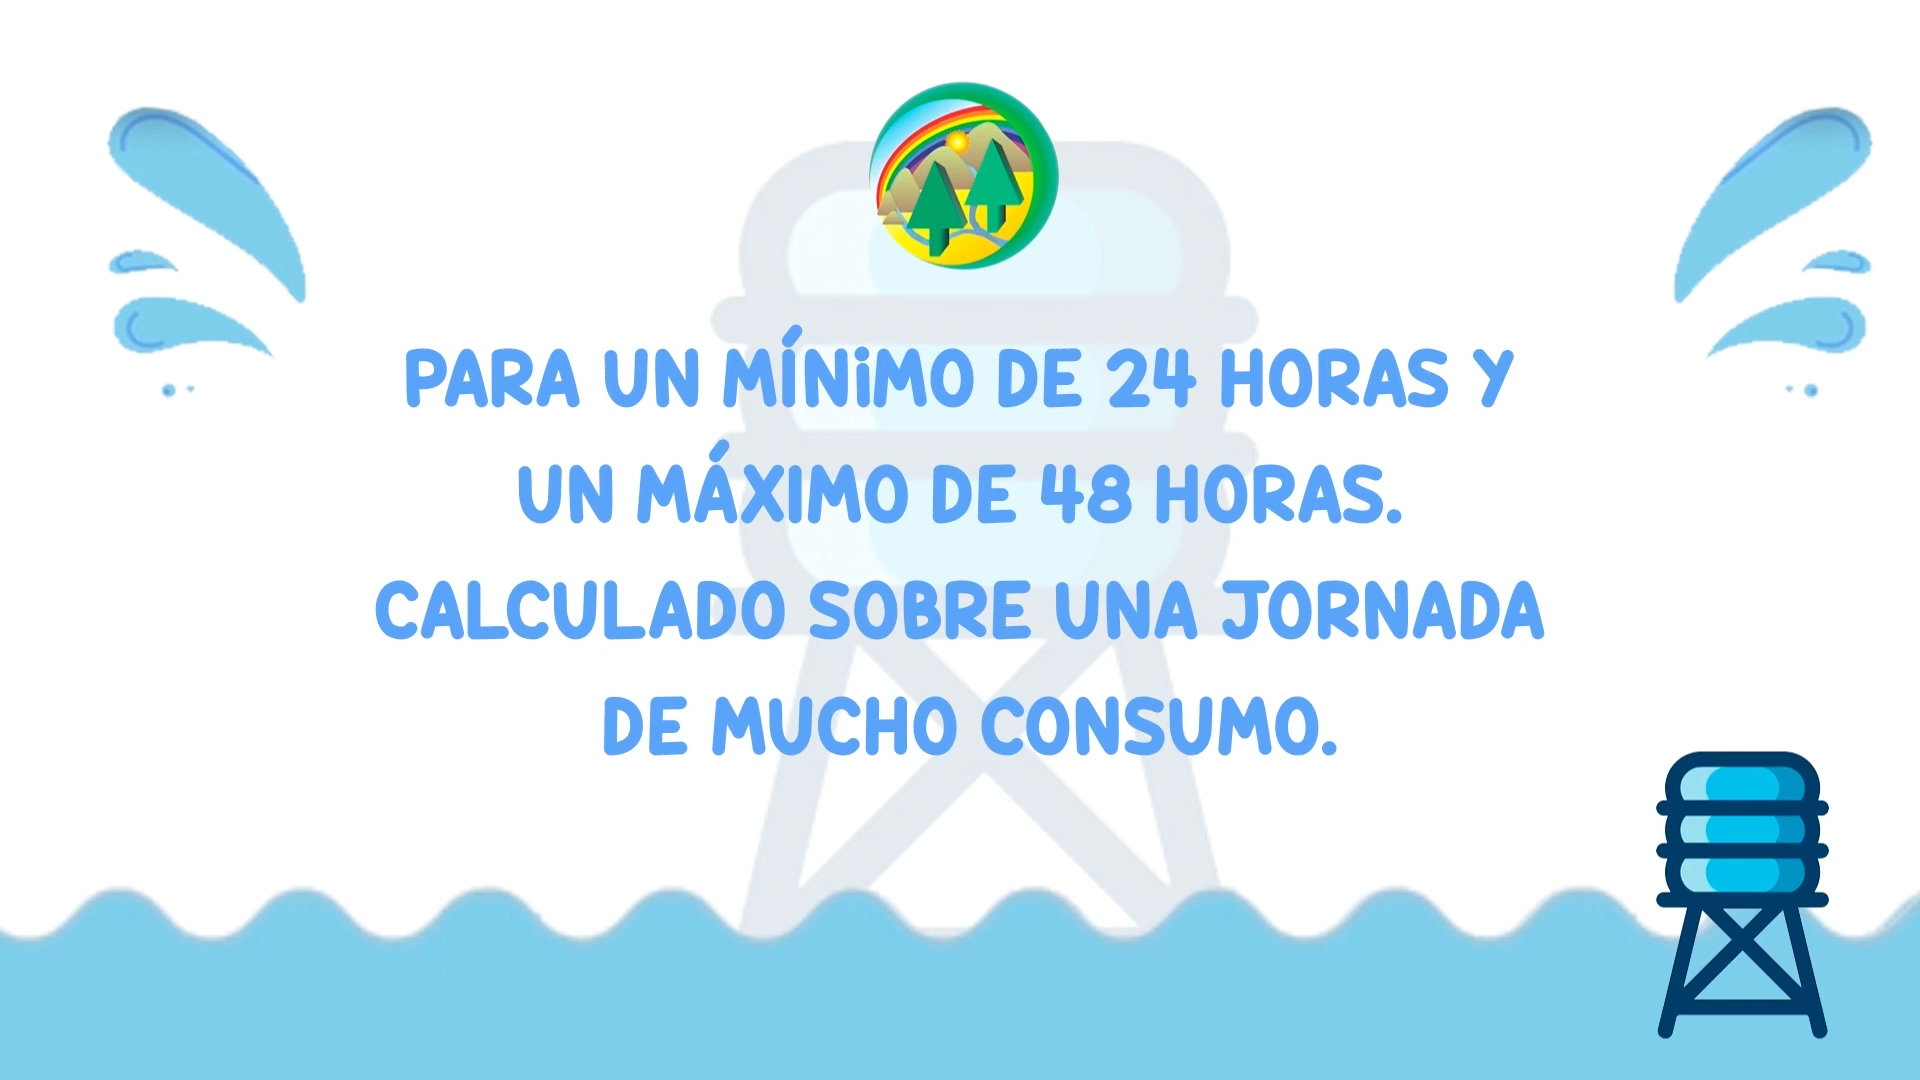 PARA UN MÍNiMO DE 24 HORAS Y
UN MÁXIMO DE 48 HORAS.
CALCULADO SOBRE UNA JORNADA
DE MUCHO CONSUMO.